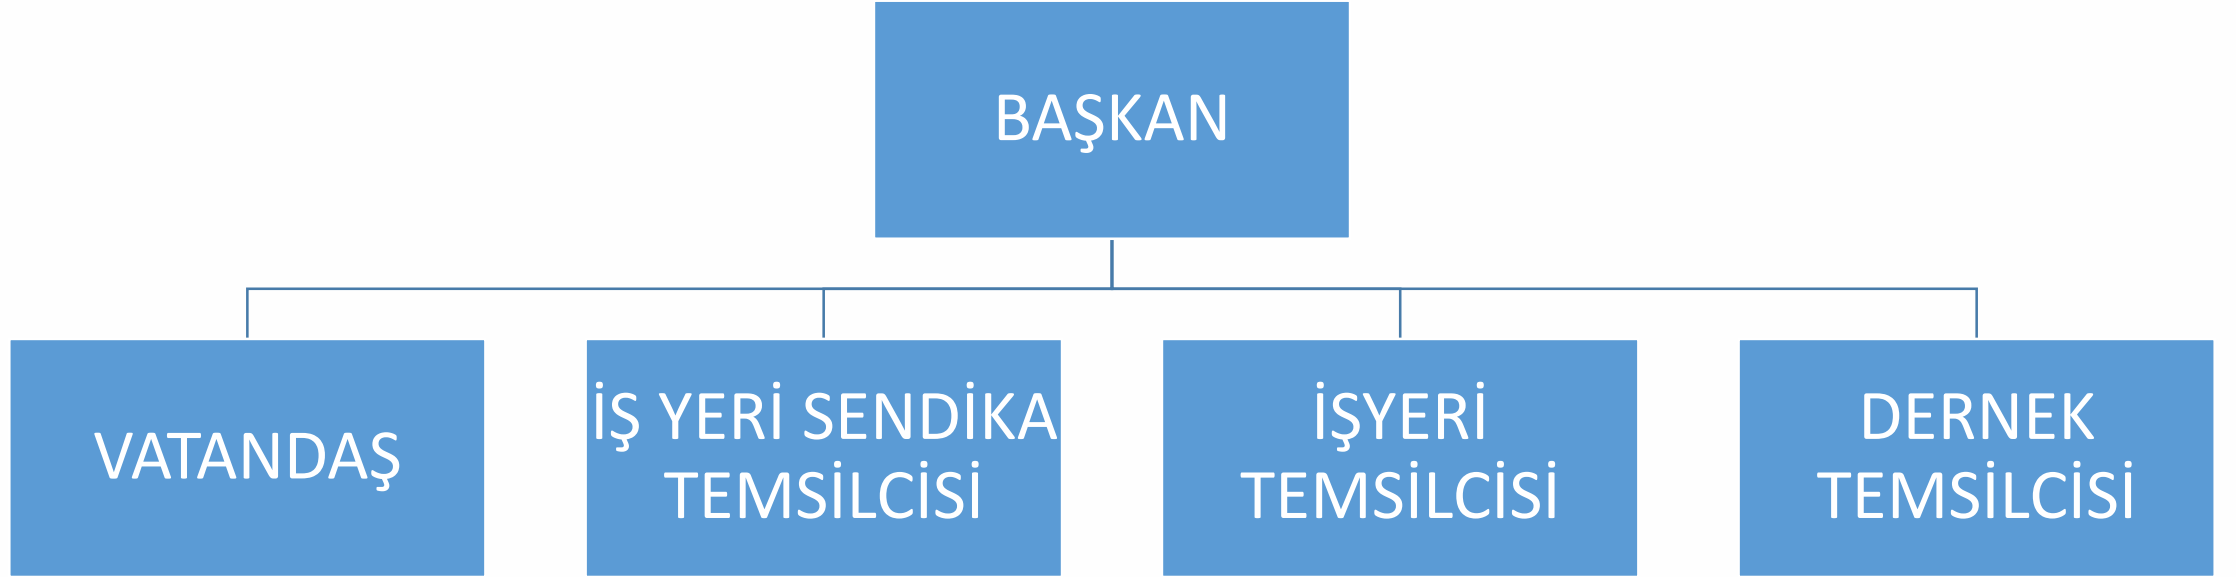 BAŞKAN
VATANDAŞ
İŞ YERİ SENDİKA
TEMSİLCİSİ
İŞYERİ
TEMSİLCİSİ
DERNEK
TEMSİLCİSİ